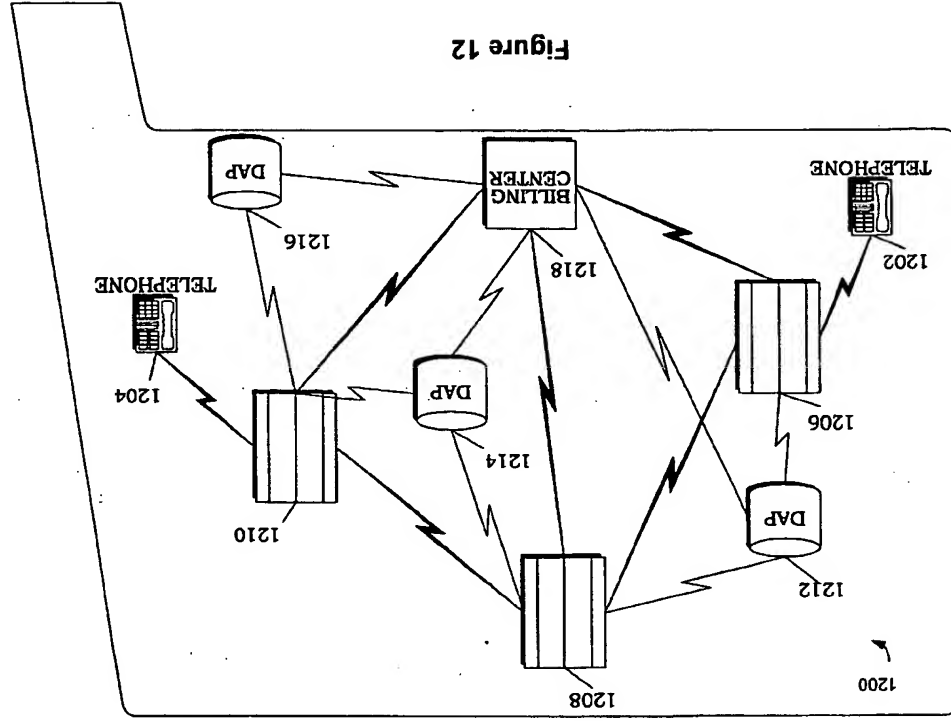 1208
1200
1212
1210
DAP
1214
1206
1204
DAP
TELEPHONE
1218
1202
1216
BILLING
CENTER
DAP
TELEPHONE
Figure 12